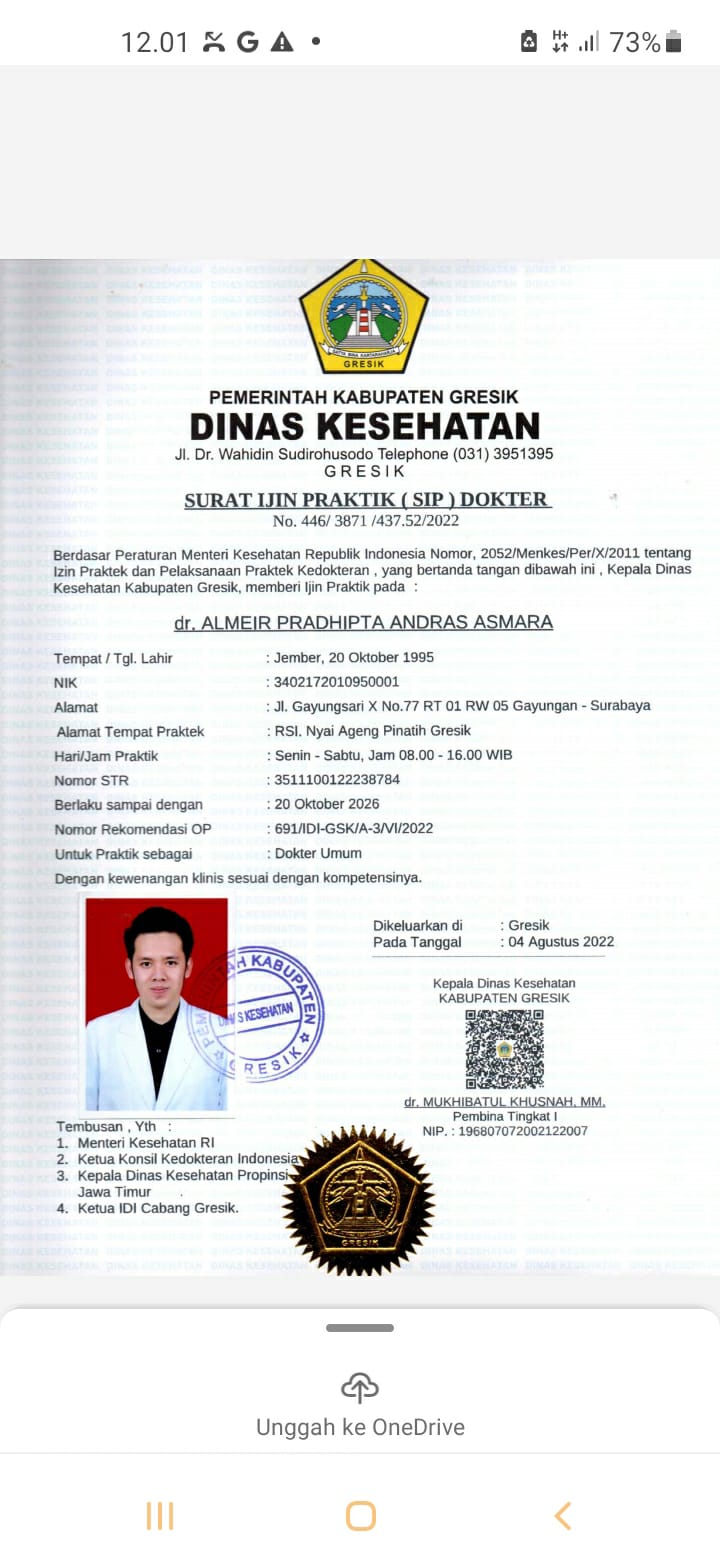 12.01 G 73%
H+
GRESIK
PEMERINTAH KABUPATEN GRESIK
DINAS KESEHATAN
Jl. Dr. Wahidin Sudirohusodo Telephone (031) 3951395
GRESIK
SURAT IJIN PRAKTIK ( SIP ) DOKTER
No. 446/ 3871 /437.52/2022
Berdasar Peraturan Menteri Kesehatan Republik Indonesia Nomor, 2052/Menkes/Per/X/2011 tentang
Izin Praktek dan Pelaksanaan Praktek Kedokteran , yang bertanda tangan dibawah ini , Kepala Dinas
Kesehatan Kabupaten Gresik, memberi Ijin Praktik pada :
dr. ALMEIR PRADHIPTA ANDRAS ASMARA
Tempat / Tgl. Lahir : Jember, 20 Oktober 1995
NIK : 3402172010950001
Alamat : Jl. Gayungsari X No.77 RT 01 RW 05 Gayungan - Surabaya
Alamat Tempat Praktek : RSI. Nyai Ageng Pinatih Gresik
Hari/Jam Praktik : Senin - Sabtu, Jam 08.00 - 16.00 WIB
Nomor STR : 3511100122238784
Berlaku sampai dengan : 20 Oktober 2026
Nomor Rekomendasi OP : 691/IDI-GSK/A-3/VI/2022
Untuk Praktik sebagai : Dokter Umum
Dengan kewenangan klinis sesuai dengan kompetensinya.
Dikeluarkan di : Gresik
Pada Tanggal : 04 Agustus 2022
Kepala Dinas Kesehatan
KABUPATEN GRESIK
dr. MUKHIBATUL KHUSNAH, MM.
Pembina Tingkat I
NIP. : 196807072002122007
KABUPATEN
KESEHATAN
GRESIK
Tembusan , Yth :
1. Menteri Kesehatan RI
2. Ketua Konsil Kedokteran Indonesia
3. Kepala Dinas Kesehatan Propinsi
Jawa Timur
4. Ketua IDI Cabang Gresik.
GRESIK
Unggah ke OneDrive